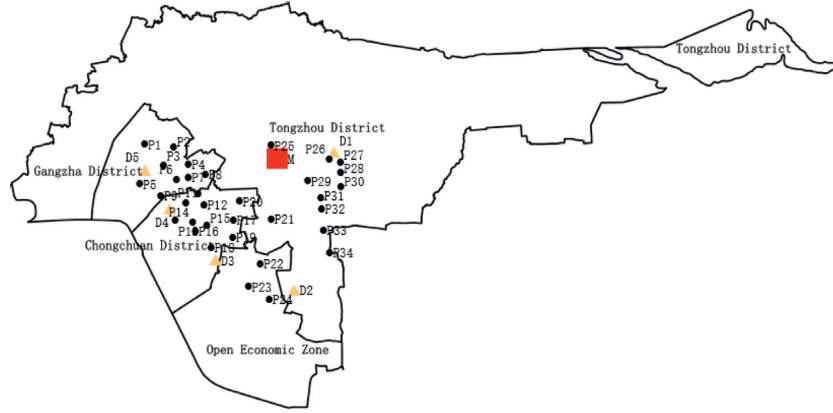 Tongzhou District
Tongzhou District
D1
P1
P2
P25
P26
P27
M
D5
P3
P4
Gangzha District
P6
P28
P5
P7
P8
P29
P30
P9
P11
P31
P12
P20
P14
P32
D4
P15
P17
P21
P16
P33
P19
Chongchuan District
P18
P34
D3
P22
P23
D2
P24
Open Economic Zone